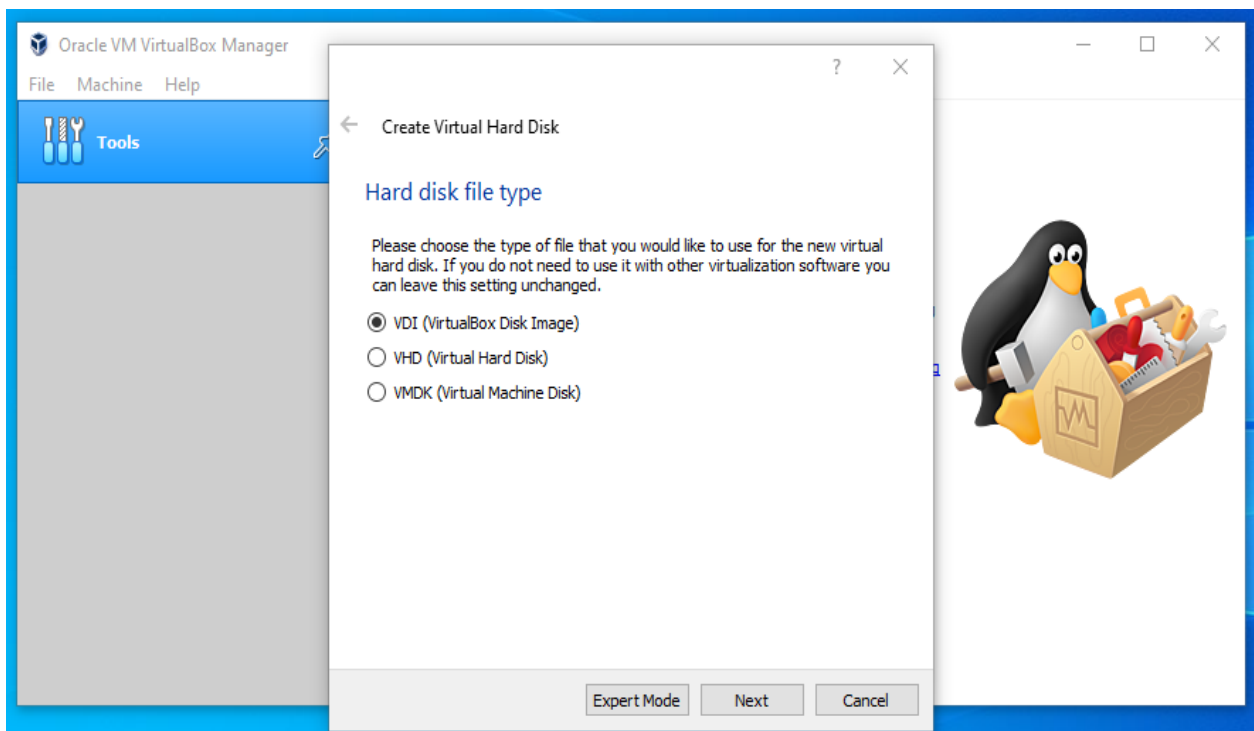 Oracle VM VirtualBox Manager
File Machine Help
Tools
?
Create Virtual Hard Disk
Hard disk file type
Please choose the type of file that you would like to use for the new virtual
hard disk. If you do not need to use it with other virtualization software you
can leave this setting unchanged.
VDI (VirtualBox Disk Image)
VHD (Virtual Hard Disk)
VMDK (Virtual Machine Disk)
Expert Mode Next Cancel